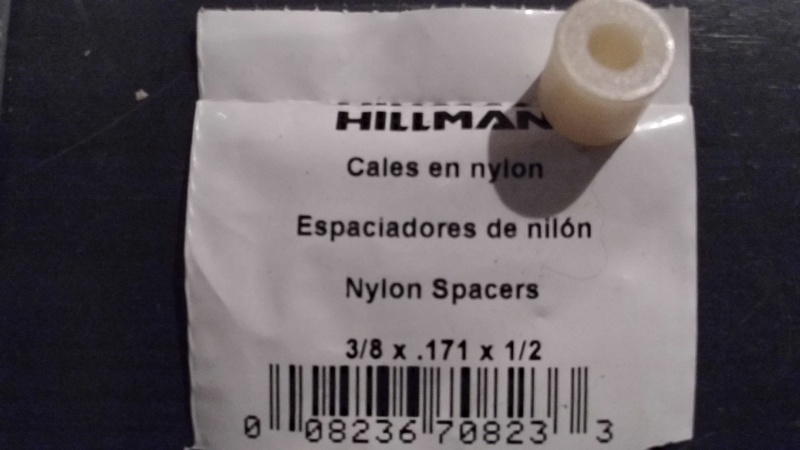 HILLMAN
Cales en nylon
Espaciadores de nilón
Nylon Spacers
3/8 x .171 x 1/2
0 08236 70823 3